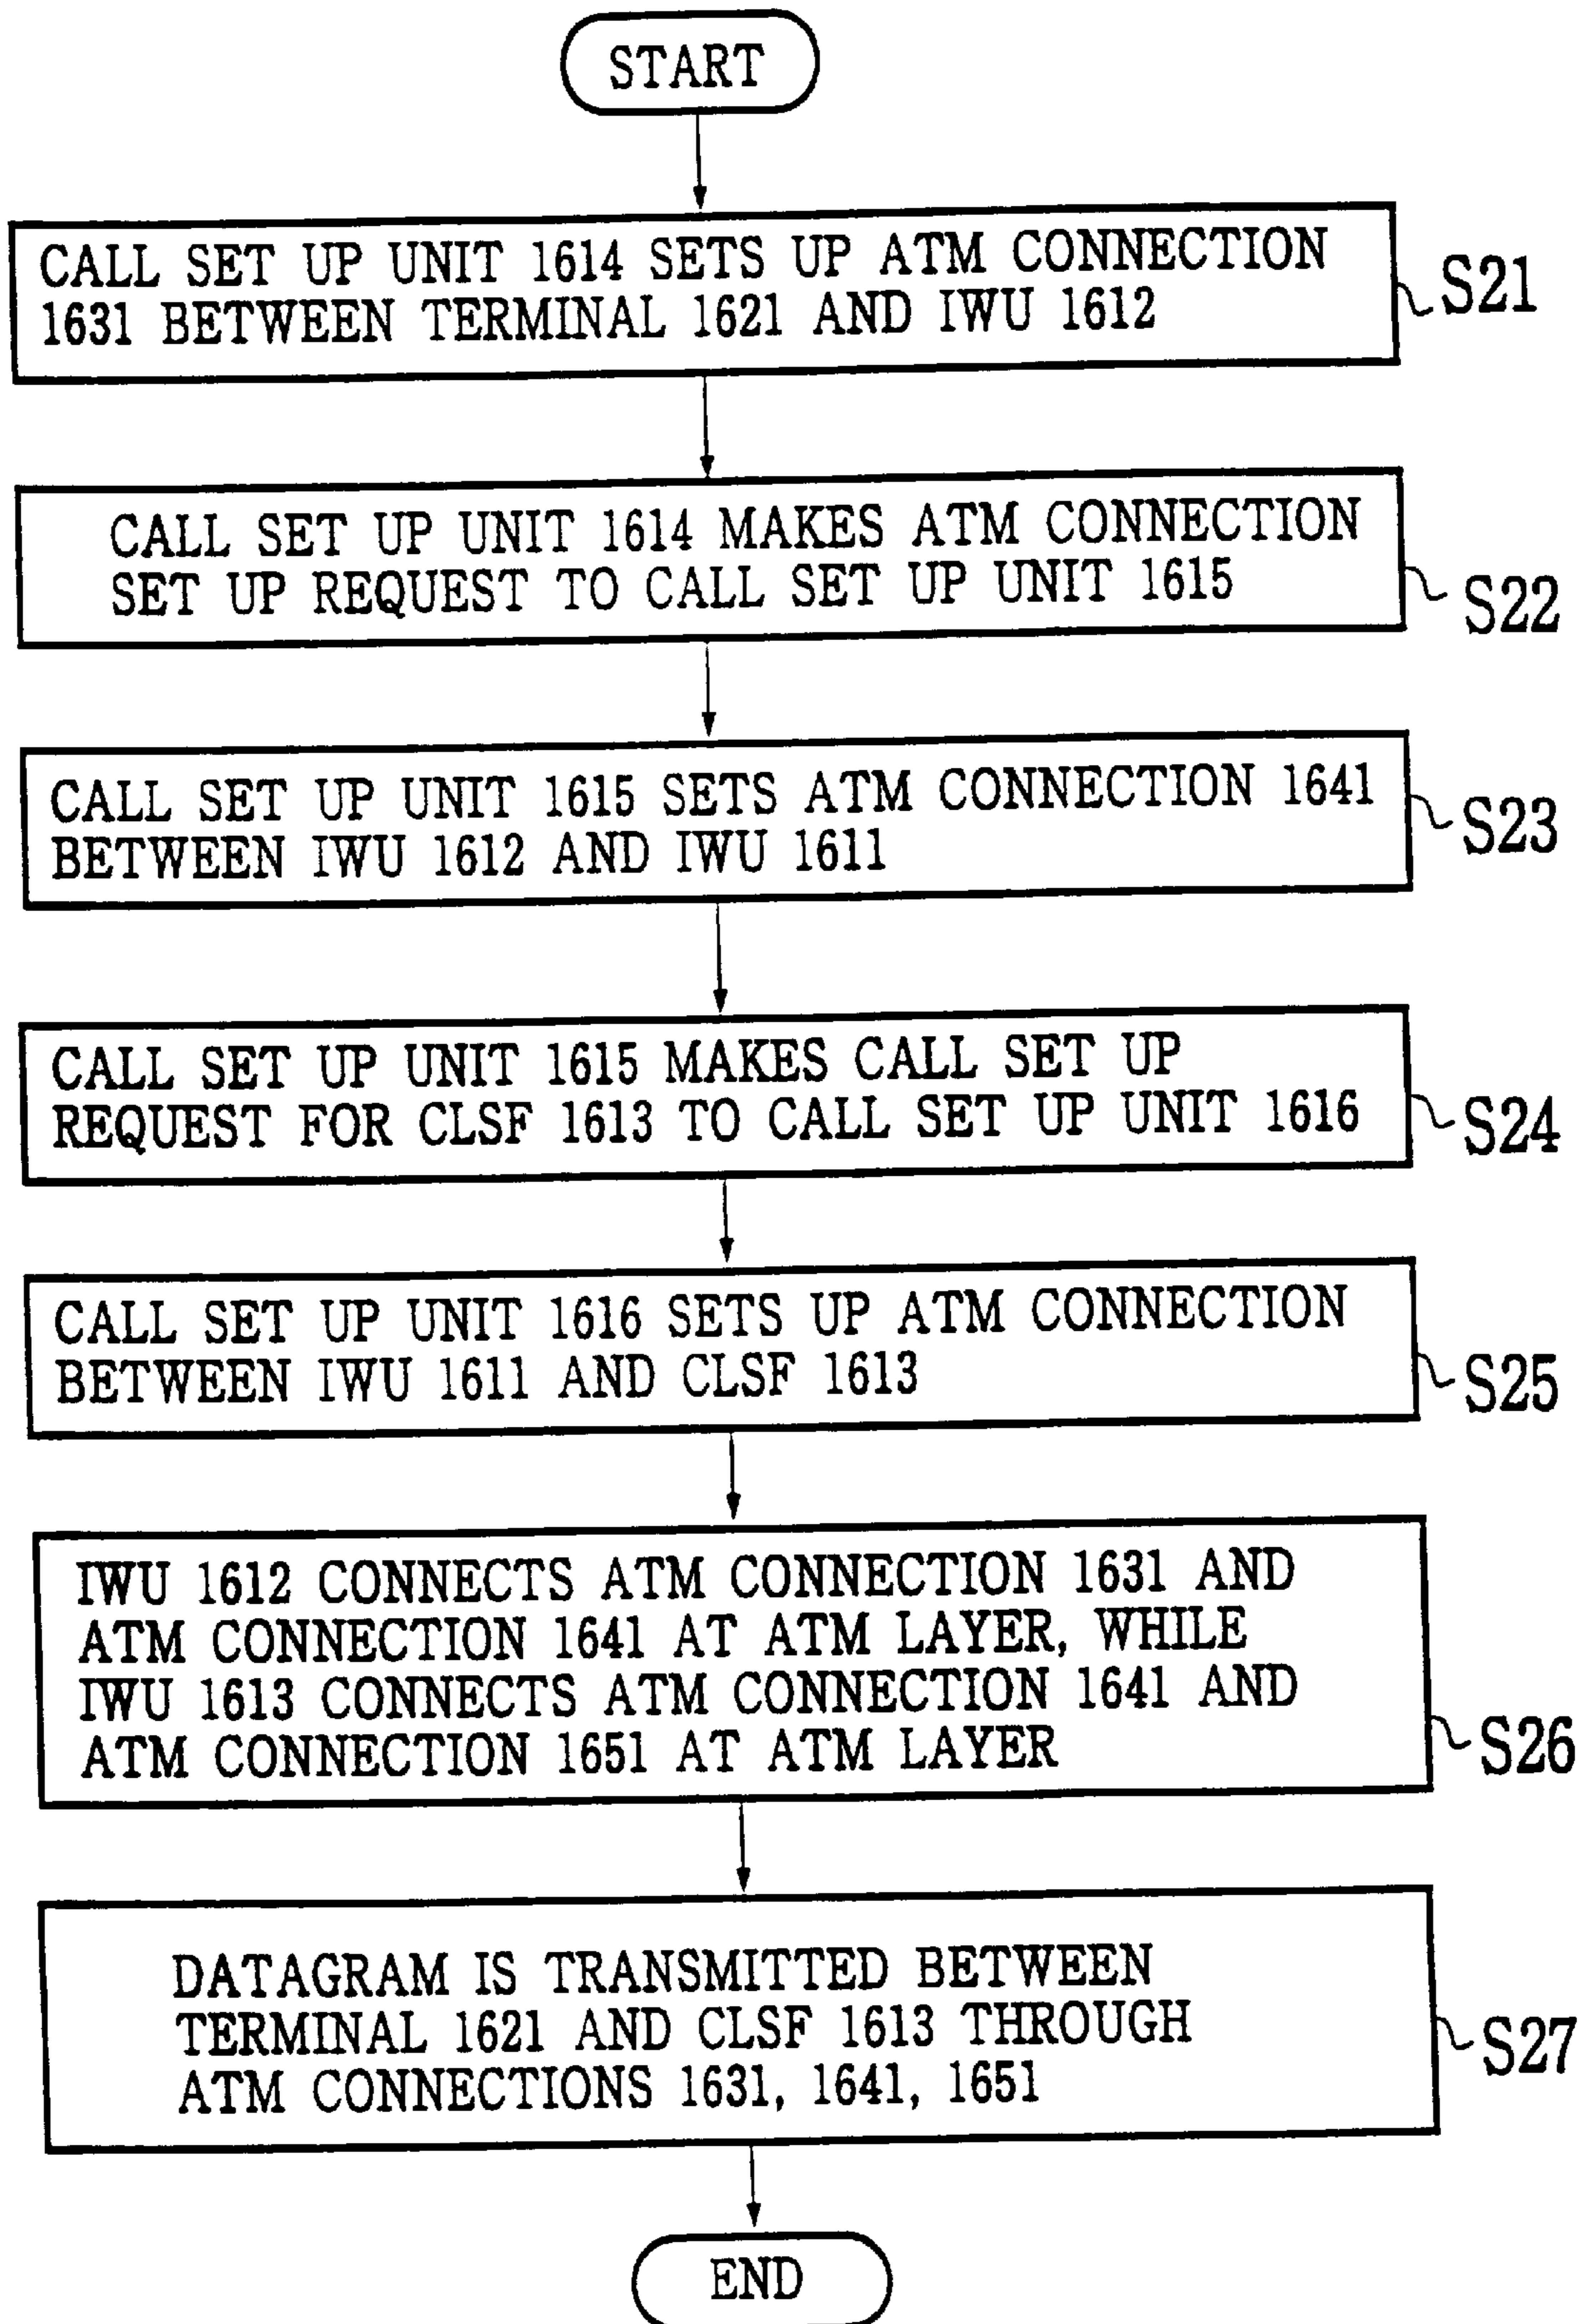 START
CALL SET UP UNIT 1614 SETS UP ATM CONNECTION
1631 BETWEEN TERMINAL 1621 AND IWU 1612
S21
CALL SET UP UNIT 1614 MAKES ATM CONNECTION
SET UP REQUEST TO CALL SET UP UNIT 1615
S22
CALL SET UP UNIT 1615 SETS ATM CONNECTION 1641
BETWEEN IWU 1612 AND IWU 1611
S23
CALL SET UP UNIT 1615 MAKES CALL SET UP
REQUEST FOR CLSF 1613 TO CALL SET UP UNIT 1616
S24
CALL SET UP UNIT 1616 SETS UP ATM CONNECTION
BETWEEN IWU 1611 AND CLSF 1613
S25
IWU 1612 CONNECTS ATM CONNECTION 1631 AND
ATM CONNECTION 1641 AT ATM LAYER, WHILE
IWU 1613 CONNECTS ATM CONNECTION 1641 AND
ATM CONNECTION 1651 AT ATM LAYER
S26
DATAGRAM IS TRANSMITTED BETWEEN
TERMINAL 1621 AND CLSF 1613 THROUGH
ATM CONNECTIONS 1631, 1641, 1651
S27
END